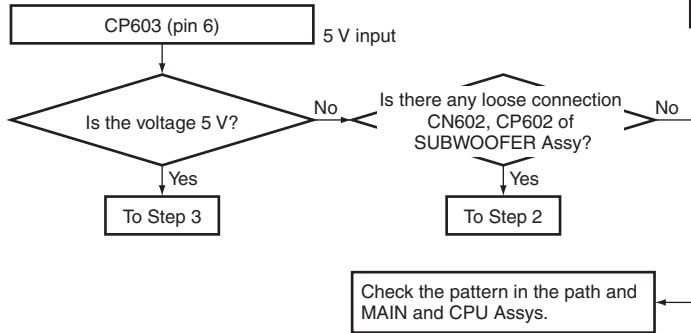 CP603 (pin 6)
5 V input
Is the voltage 5 V?
No
Is there any loose connection
CN602, CP602 of
SUBWOOFER Assy?
No
Yes
Yes
To Step 3
To Step 2
Check the pattern in the path and
MAIN and CPU Assys.